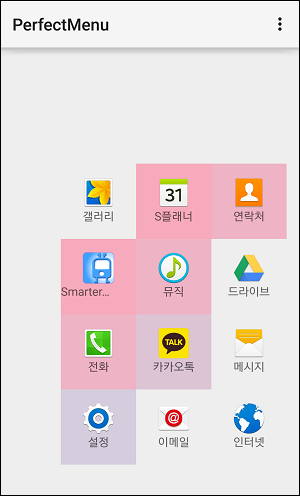 PerfectMenu
갤러리
31
S플래너
연락처
Smarter...
뮤직
드라이브
전화
TALK
카카오톡
메시지
설정
@
이메일
인터넷